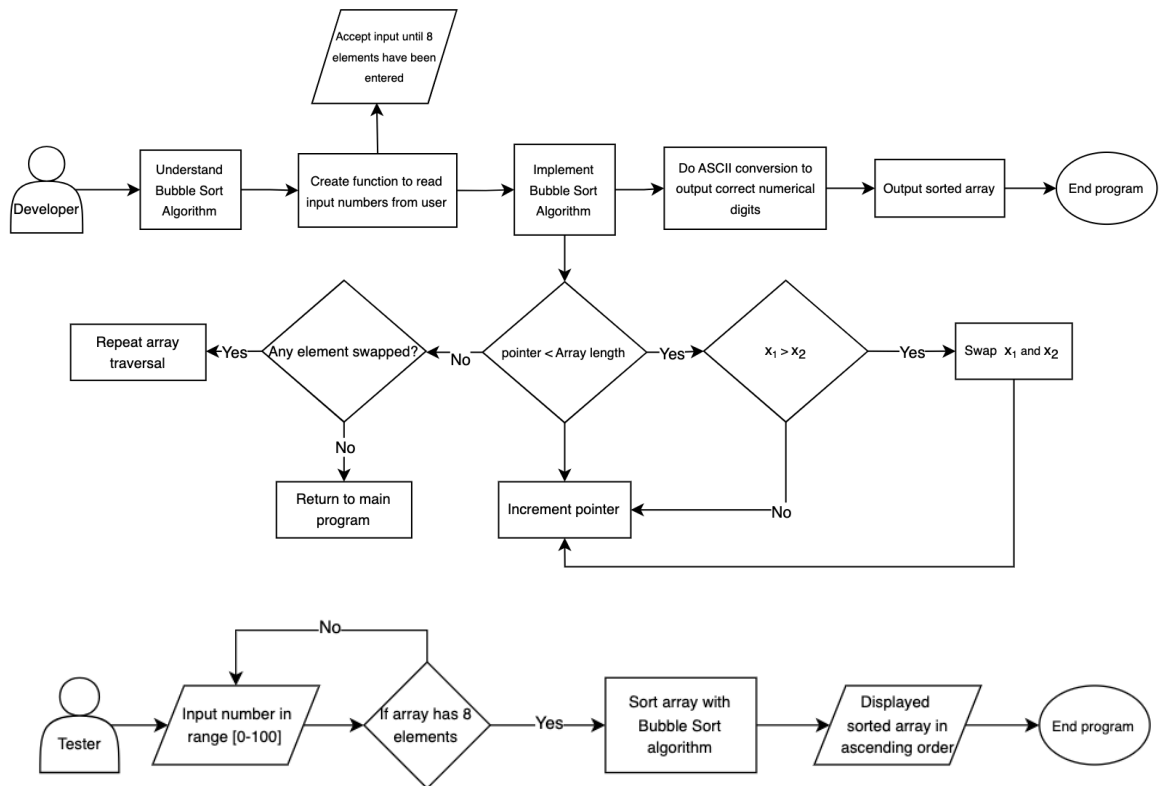 Accept input until 8
elements have been
entered
Developer
Understand
Bubble Sort
Algorithm
Create function to read
input numbers from user
Implement
Bubble Sort
Algorithm
Do ASCII conversion to
output correct numerical
digits
Output sorted array
End program
Repeat array
traversal
Yes
Any element swapped?
No
pointer < Array length
Yes
x₁ > x₂
Yes
Swap x₁ and x₂
No
Return to main
program
Increment pointer
No
No
Tester
Input number in
range [0-100]
If array has 8
elements
Yes
Sort array with
Bubble Sort
algorithm
Displayed
sorted array in
ascending order
End program